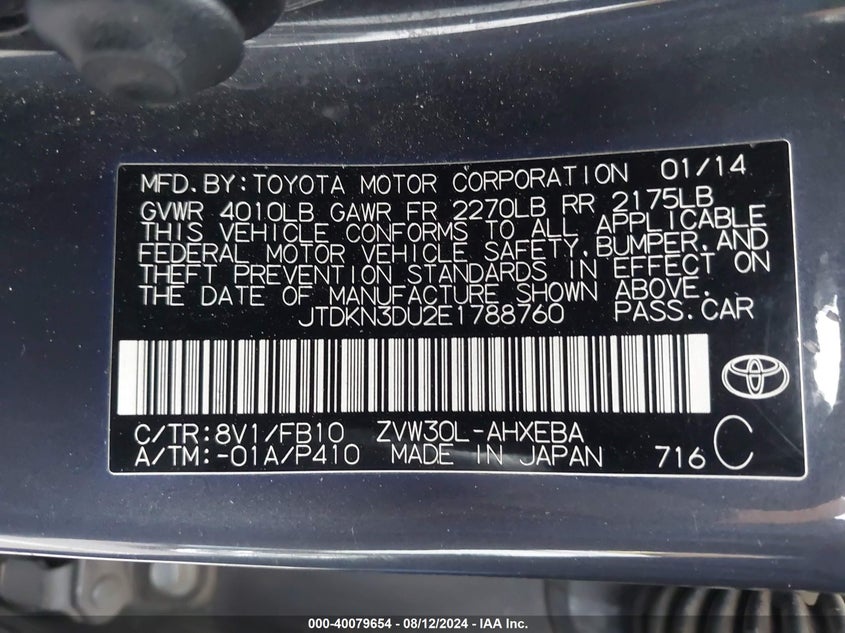 MFD.BY:TOYOTA MOTOR CORPORATION 01/14
GVWR 4010LB GAWR FR 2270LB RR 2175LB
THIS VEHICLE CONFORMS TO ALL APPLICABLE
FEDERAL MOTOR VEHICLE SAFETY,BUMPER,AND
THEFT PREVENTION STANDARDS IN EFFECT ON
THE DATE OF MANUFACTURE SHOWN ABOVE.
JTDKN3DU2E1788760 PASS.CAR
C/TR:8V1/FB10 ZVW30L-AHXEBA
A/TM:-01A/P410 MADE IN JAPAN 716 C
000-40079654 - 08/12/2024 - IAA Inc.